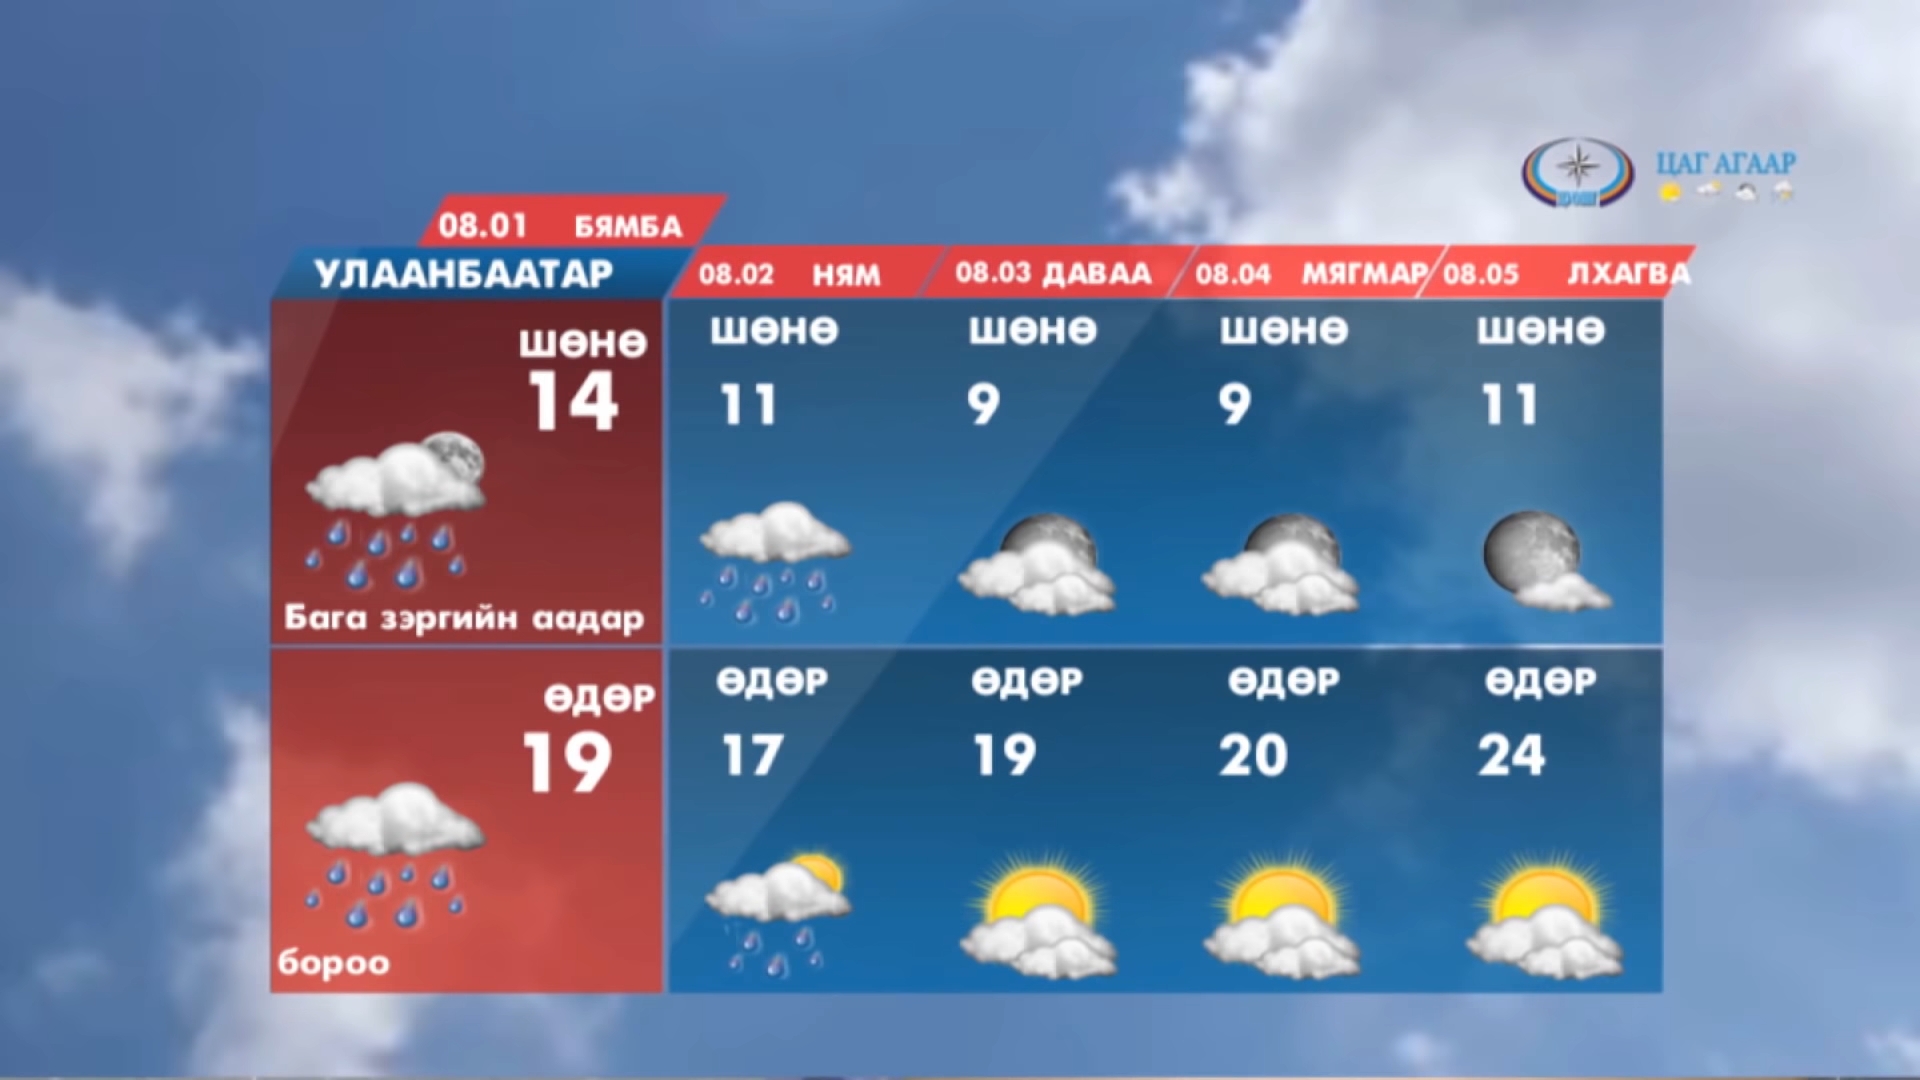 ЦАГ АГААР
08.01 БЯМБА
УЛААНБААТАР
08.02 НЯМ
08.03 ДАВАА
08.04 МЯГМАР
08.05 ЛХАГВА
ШӨНӨ
14
Бага зэргийн аадар
ШӨНӨ
11
ШӨНӨ
9
ШӨНӨ
9
ШӨНӨ
11
ӨДӨР
19
бороо
ӨДӨР
17
ӨДӨР
19
ӨДӨР
20
ӨДӨР
24